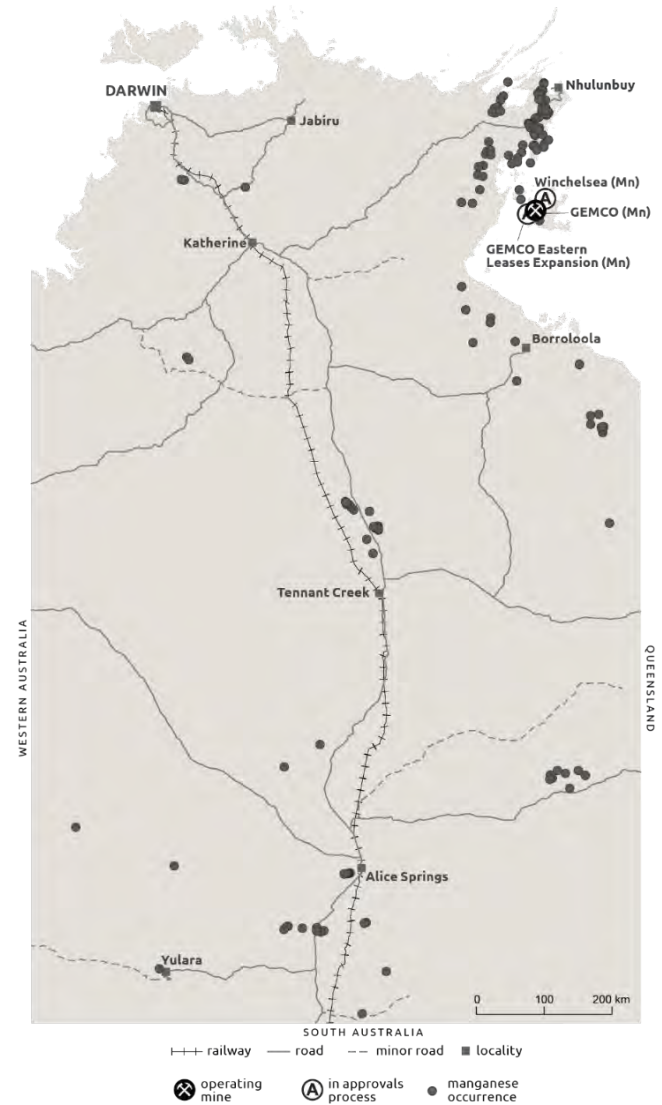 DARWIN
Nhulunbuy
Jabiru
Winchelsea (Mn)
A
A
GEMCO (Mn)
Katherine
GEMCO Eastern
Leases Expansion (Mn)
Borroloola
Tennant Creek
WESTERN AUSTRALIA
QUEENSLAND
Alice Springs
Yulara
0 100 200 km
SOUTH AUSTRALIA
railway road minor road locality
operating
mine
A in approvals
process
manganese
occurrence